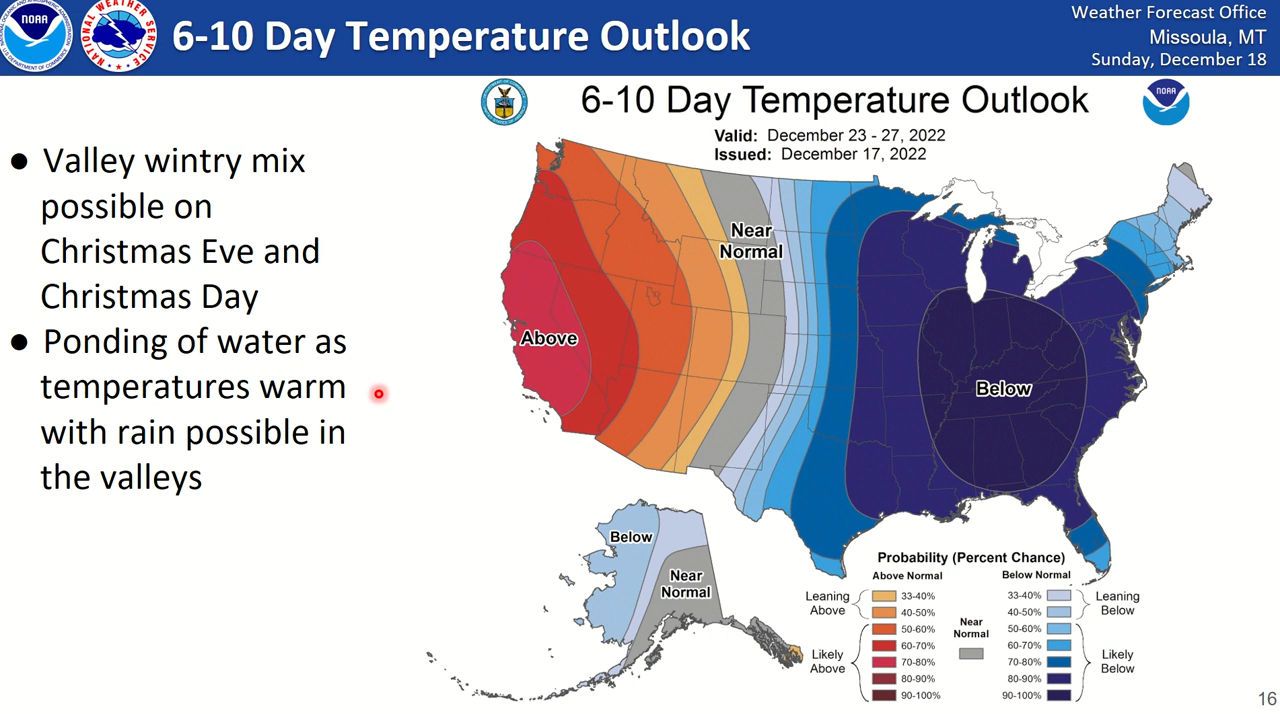 NOAA
NATIONAL WEATHER SERVICE
6-10 Day Temperature Outlook
Weather Forecast Office
Missoula, MT
Sunday, December 18
● Valley wintry mix
possible on
Christmas Eve and
Christmas Day
● Ponding of water as
temperatures warm
with rain possible in
the valleys
6-10 Day Temperature Outlook
NOAA
Valid: December 23 - 27, 2022
Issued: December 17, 2022
Near
Normal
Above
Below
Below
Near
Normal
Probability (Percent Chance)
Above Normal
Below Normal
Leaning
Above
33-40%
40-50%
Likely
Above
50-60%
60-70%
70-80%
80-90%
90-100%
Near
Normal
33-40%
40-50%
Leaning
Below
50-60%
60-70%
70-80%
80-90%
90-100%
Likely
Below
16